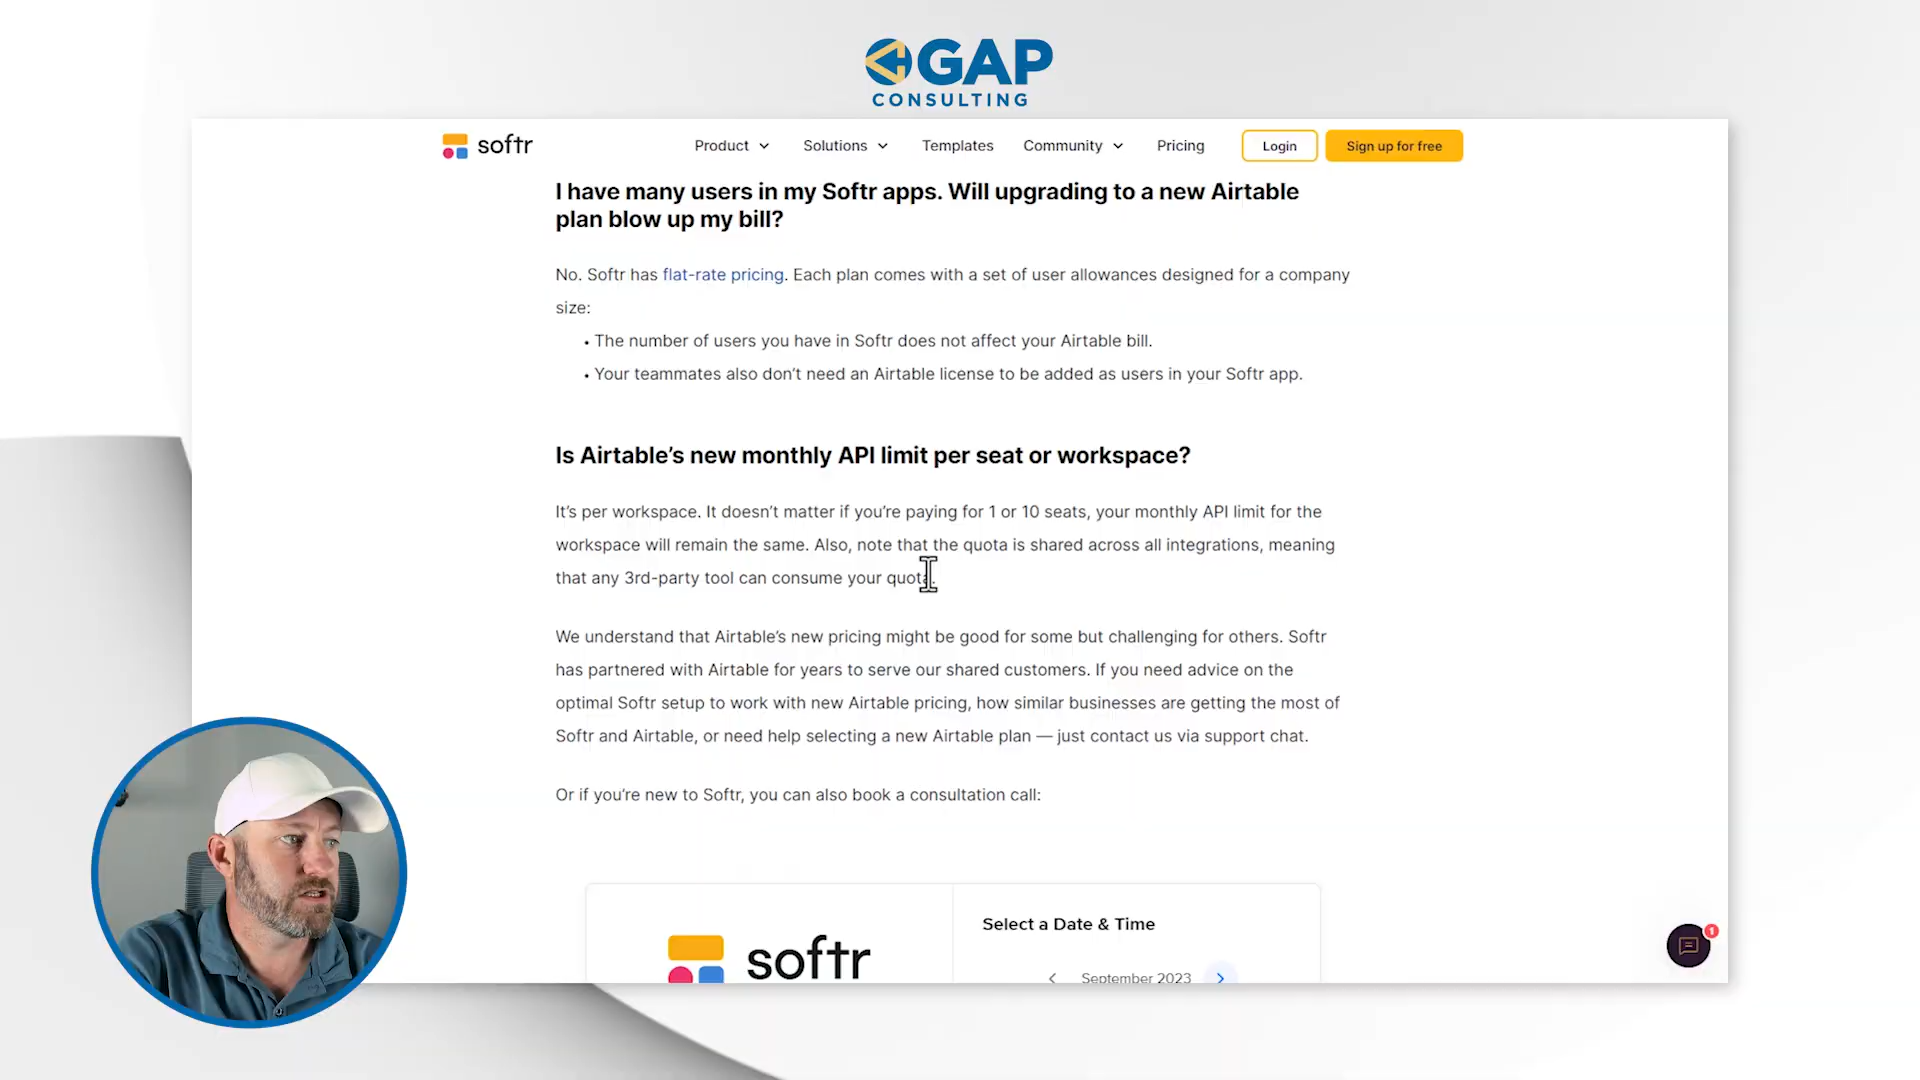 GAP
CONSULTING
softr
Product
Solutions
Templates
Community
Pricing
Login
Sign up for free
I have many users in my Softr apps. Will upgrading to a new Airtable
plan blow up my bill?
No. Softr has flat-rate pricing. Each plan comes with a set of user allowances designed for a company
size:
• The number of users you have in Softr does not affect your Airtable bill.
• Your teammates also don’t need an Airtable license to be added as users in your Softr app.
Is Airtable’s new monthly API limit per seat or workspace?
It’s per workspace. It doesn’t matter if you’re paying for 1 or 10 seats, your monthly API limit for the
workspace will remain the same. Also, note that the quota is shared across all integrations, meaning
that any 3rd-party tool can consume your quota.
We understand that Airtable’s new pricing might be good for some but challenging for others. Softr
has partnered with Airtable for years to serve our shared customers. If you need advice on the
optimal Softr setup to work with new Airtable pricing, how similar businesses are getting the most of
Softr and Airtable, or need help selecting a new Airtable plan — just contact us via support chat.
Or if you’re new to Softr, you can also book a consultation call:
Select a Date & Time
softr
September 2023
1